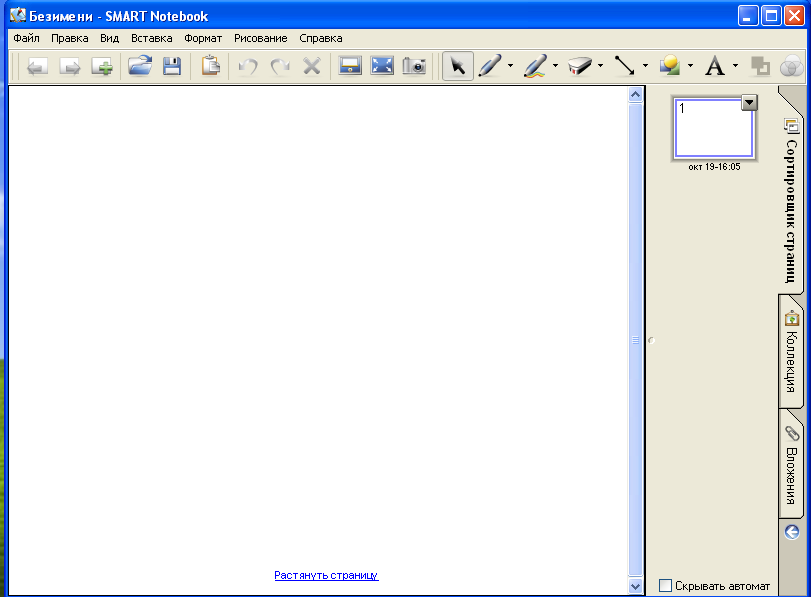 Безимени - SMART Notebook
Файл Правка Вид Вставка Формат Рисование Справка
A
1
окт 19-16:05
Сортировщик страниц
Коллекция
Вложения
Растянуть страницу
Скрывать автомат